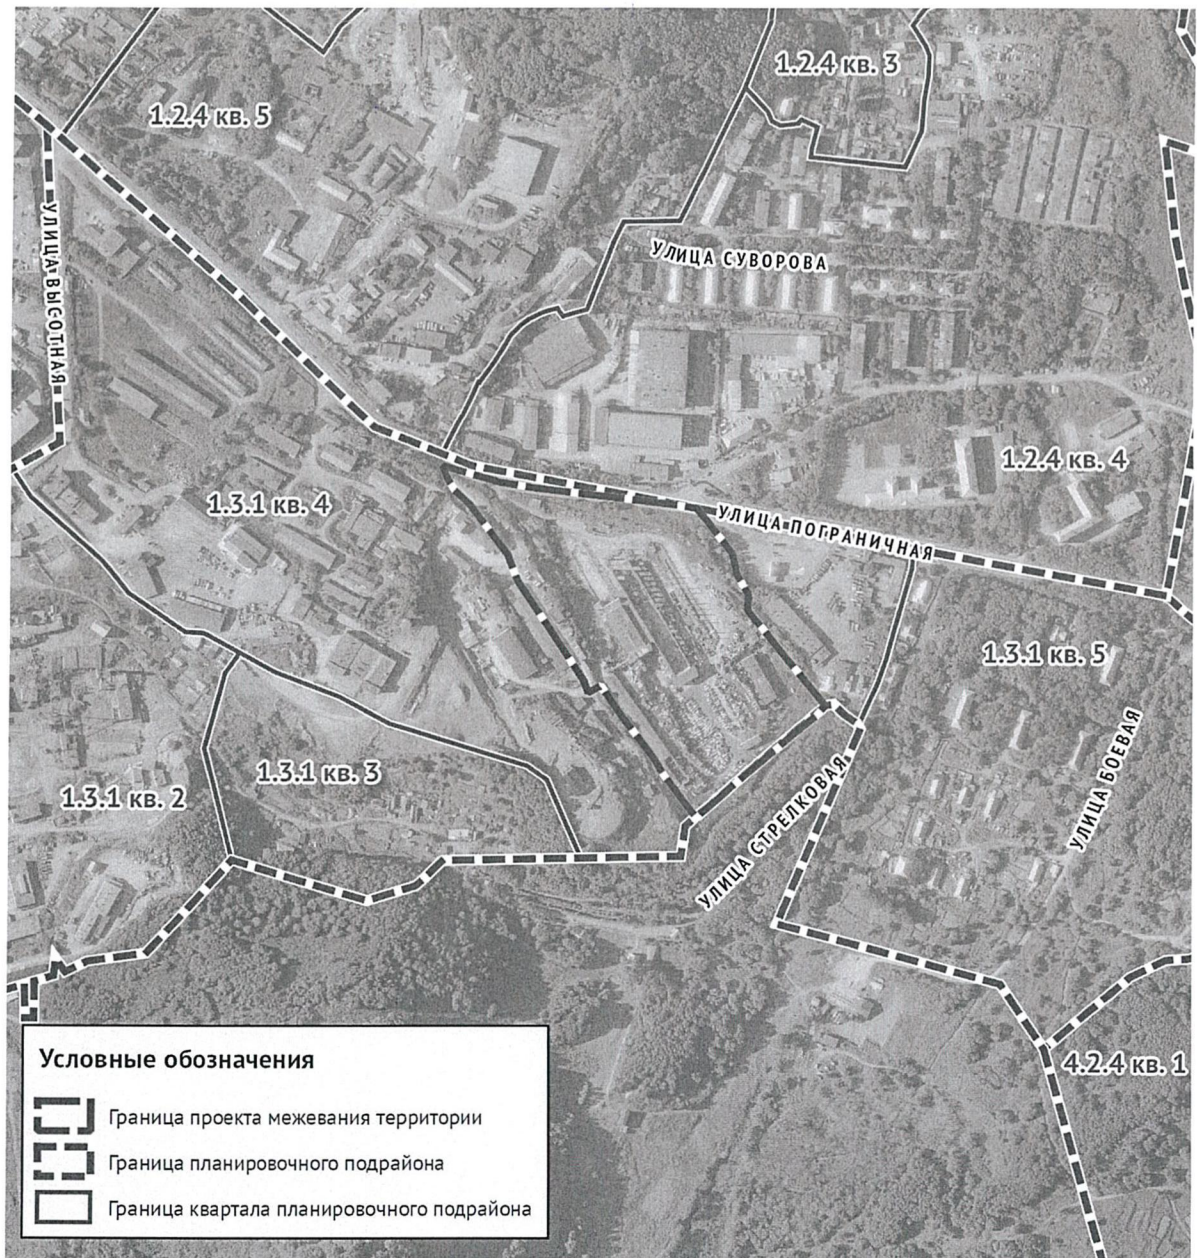 1.2.4 кв. 3
1.2.4 кв. 5
УЛИЦА ВЫСОТНАЯ
УЛИЦА СУВОРОВА
1.2.4 кв. 4
1.3.1 кв. 4
УЛИЦА ПОГРАНИЧНАЯ
1.3.1 кв. 5
УЛИЦА БОЕВАЯ
1.3.1 кв. 3
1.3.1 кв. 2
УЛИЦА СТРЕЛКОВАЯ
4.2.4 кв. 1
Условные обозначения
Граница проекта межевания территории
Граница планировочного подрайона
Граница квартала планировочного подрайона